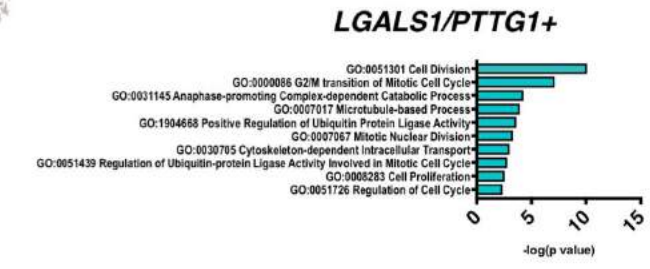 LGALS1/PTTG1+
GO:0051301 Cell Division
GO:0000086 G2/M transition of Mitotic Cell Cycle
GO:0031145 Anaphase-promoting Complex-dependent Catabolic Process
GO:0007017 Microtubule-based Process
GO:1904668 Positive Regulation of Ubiquitin Protein Ligase Activity
GO:0007067 Mitotic Nuclear Division
GO:0030705 Cytoskeleton-dependent Intracellular Transport
GO:0051439 Regulation of Ubiquitin-protein Ligase Activity Involved in Mitotic Cell Cycle
GO:0008283 Cell Proliferation
GO:0051726 Regulation of Cell Cycle
0 5 10 15
-log(p value)